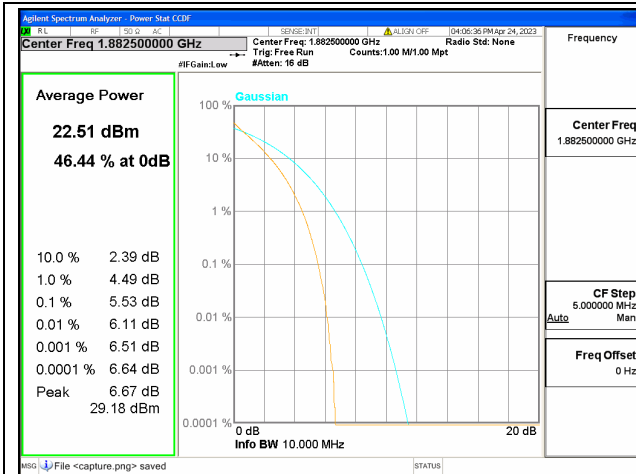 Agilent Spectrum Analyzer - Power Stat CCDF
RL RF 50 Ω AC SENSE:INT ALIGN OFF 04:06:36 PM Apr 24, 2023
Center Freq 1.882500000 GHz
Center Freq: 1.882500000 GHz Radio Std: None
Trig: Free Run Counts:1.00 M/1.00 Mpt
#IFGain:Low #Atten: 16 dB
Frequency
Average Power
22.51 dBm
46.44 % at 0dB
10.0 % 2.39 dB
1.0 % 4.49 dB
0.1 % 5.53 dB
0.01 % 6.11 dB
0.001 % 6.51 dB
0.0001 % 6.64 dB
Peak 6.67 dB
29.18 dBm
Gaussian
100 %
10 %
1 %
0.1 %
0.01 %
0.001 %
0.0001 %
0 dB 20 dB
Info BW 10.000 MHz
Center Freq
1.882500000 GHz
CF Step
5.000000 MHz
Auto Man
Freq Offset
0 Hz
MSG File <capture.png> saved STATUS